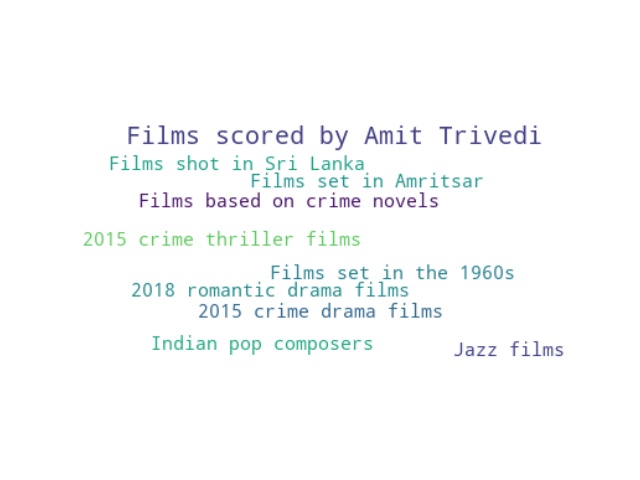 Films scored by Amit Trivedi
Films shot in Sri Lanka
Films set in Amritsar
Films based on crime novels
2015 crime thriller films
Films set in the 1960s
2018 romantic drama films
2015 crime drama films
Indian pop composers
Jazz films